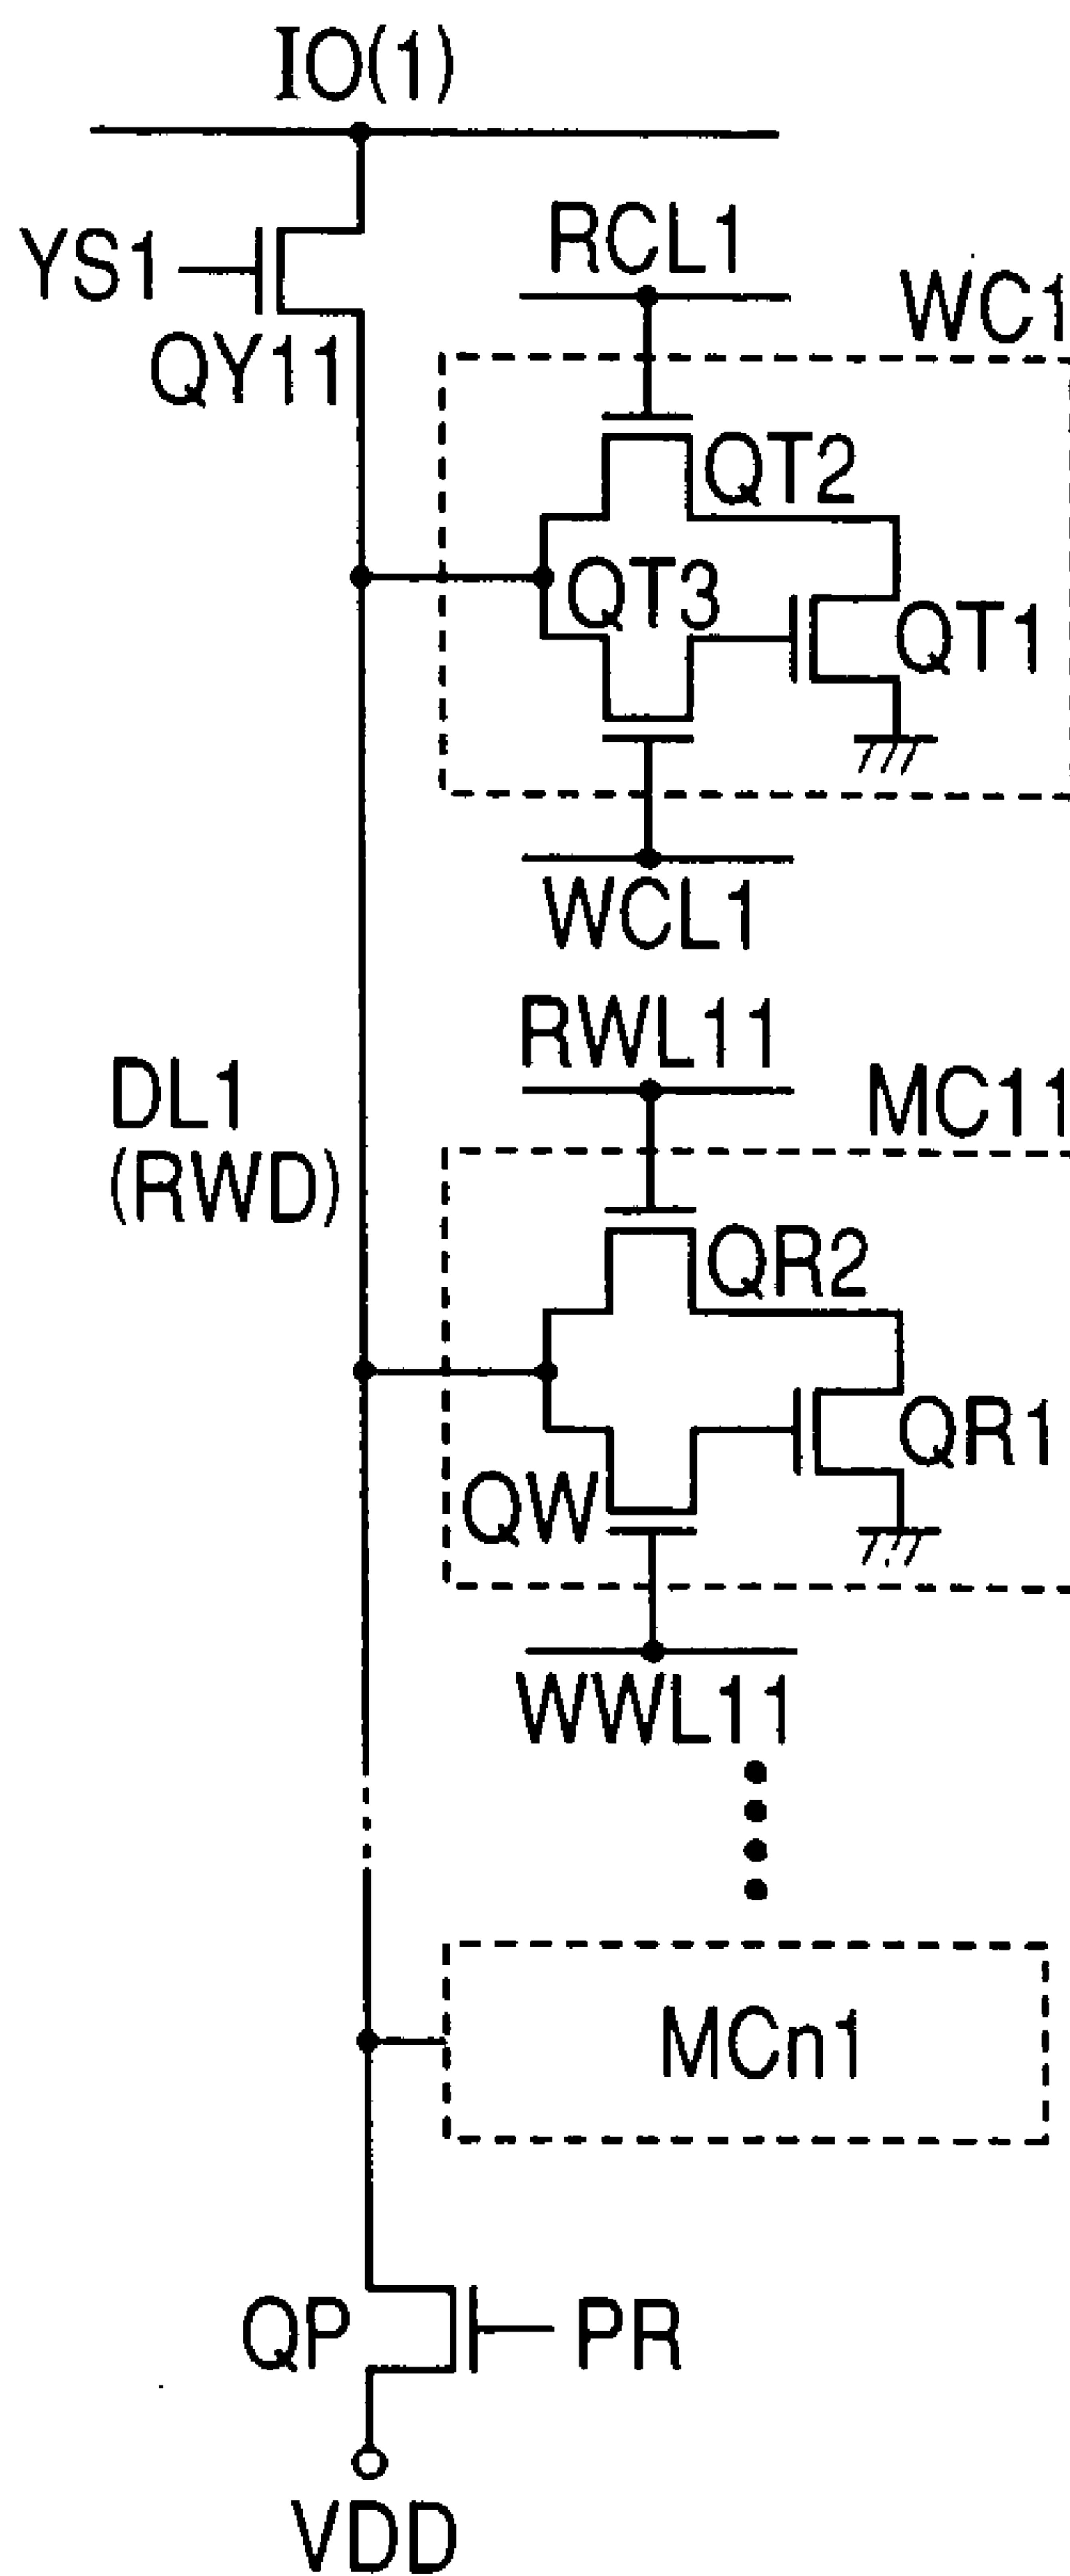 IO(1)
YS1
QY11
RCL1
WC1
QT2
QT3
QT1
WCL1
RWL11
DL1
(RWD)
MC11
QR2
QR1
QW
WWL11
MCn1
QP
PR
VDD